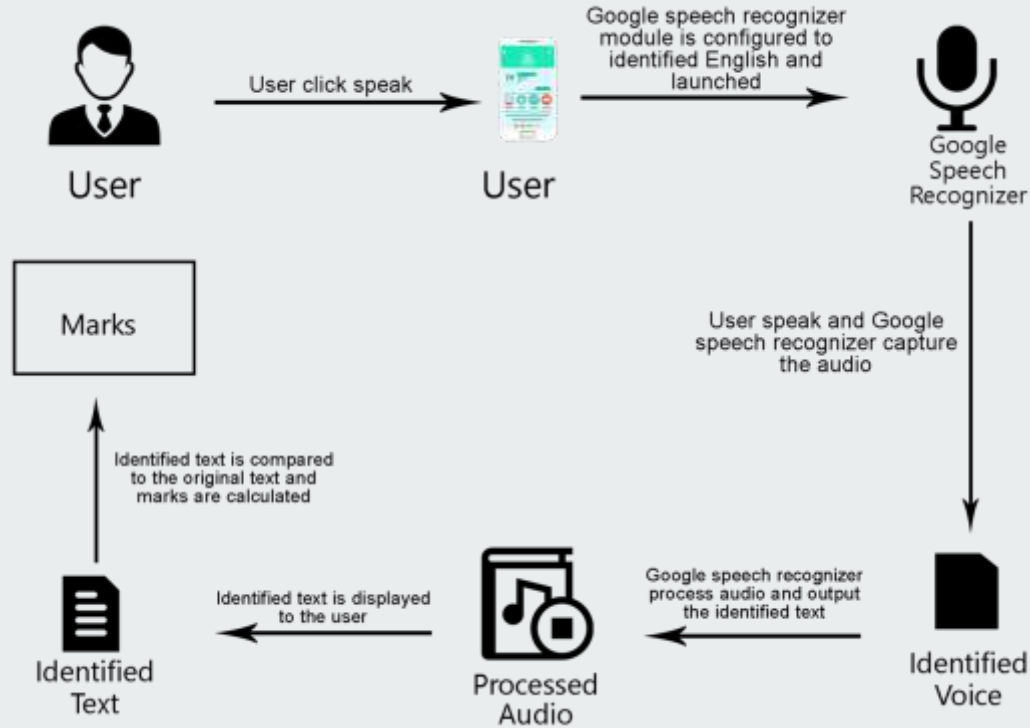 User click speak
Google speech recognizer
module is configured to
identified English and
launched
User
User
Google
Speech
Recognizer
Marks
User speak and Google
speech recognizer capture
the audio
Identified text is compared
to the original text and
marks are calculated
Identified text is displayed
to the user
Google speech recognizer
process audio and output
the identified text
Identified
Text
Processed
Audio
Identified
Voice